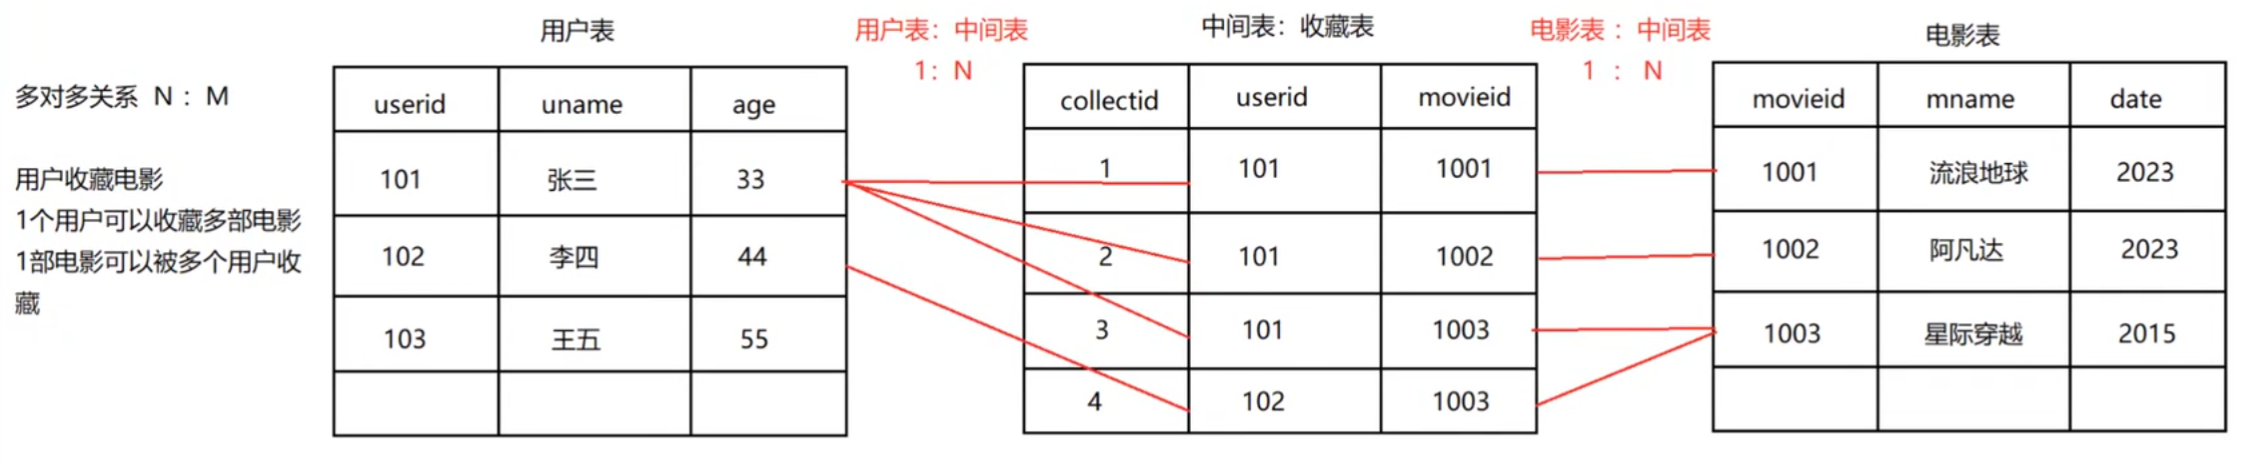 多对多关系 N：M
用户收藏电影
1个用户可以收藏多部电影
1部电影可以被多个用户收
藏
用户表
userid uname age
101 张三 33
102 李四 44
103 王五 55
用户表：中间表
1：N
中间表：收藏表
collectid userid movieid
1 101 1001
2 101 1002
3 101 1003
4 102 1003
电影表：中间表
1 ： N
电影表
movieid mname date
1001 流浪地球 2023
1002 阿凡达 2023
1003 星际穿越 2015